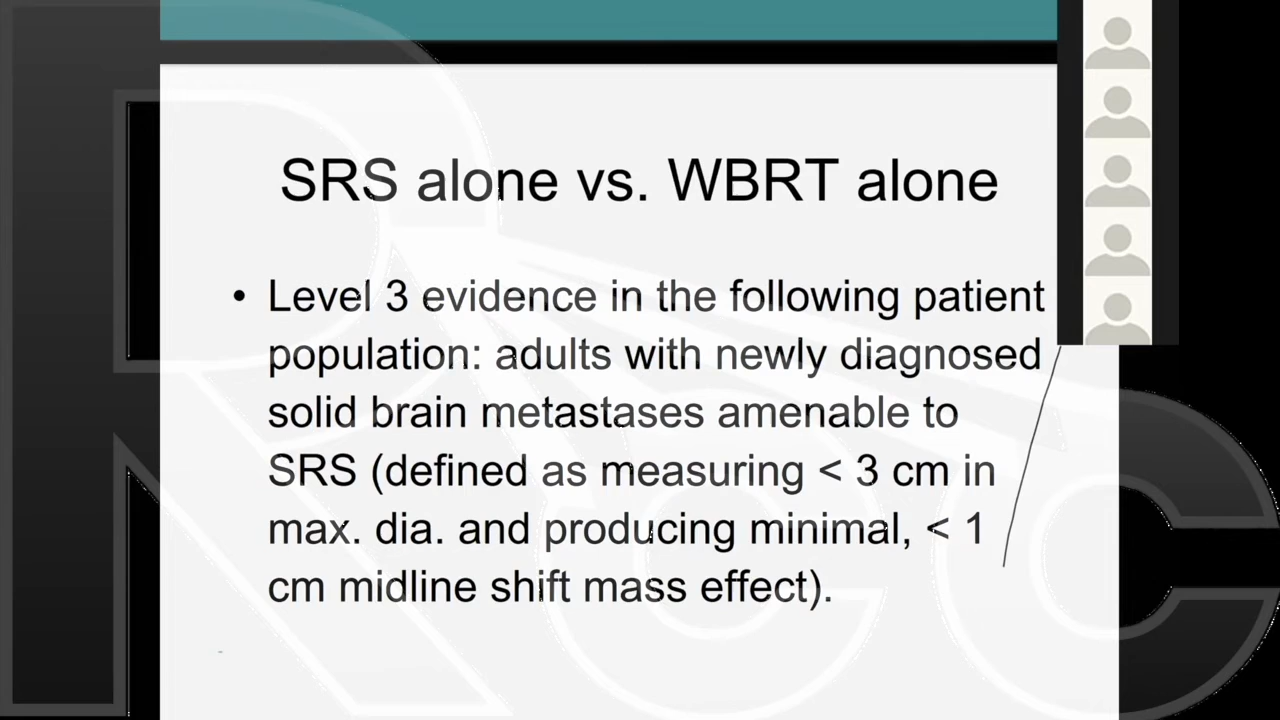 SRS alone vs. WBRT alone
• Level 3 evidence in the following patient
population: adults with newly diagnosed
solid brain metastases amenable to
SRS (defined as measuring < 3 cm in
max. dia. and producing minimal, < 1
cm midline shift mass effect).
Rcc